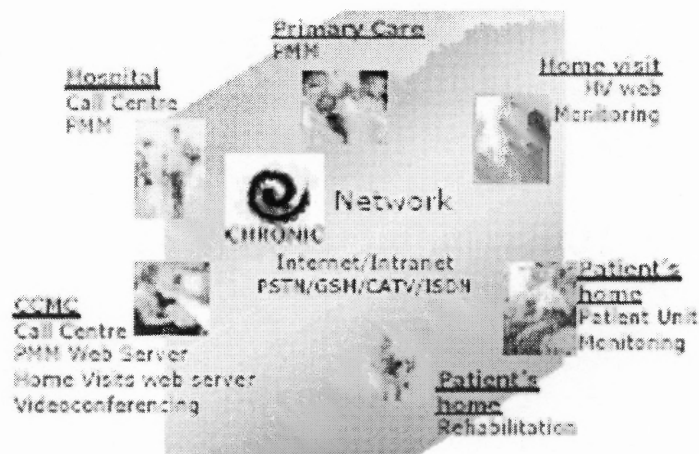 Primary Care
PMM
Hospital
Call Centre
PMM
Home visit
HV web
Monitoring
CHRONIC
Network
Internet/Intranet
PSTN/GSM/CATV/ISDN
CCMC
Call Centre
PMM Web Server
Home Visits web server
Videoconferencing
Patient's
home
Patient Unit
Monitoring
Patient's
home
Rehabilitation